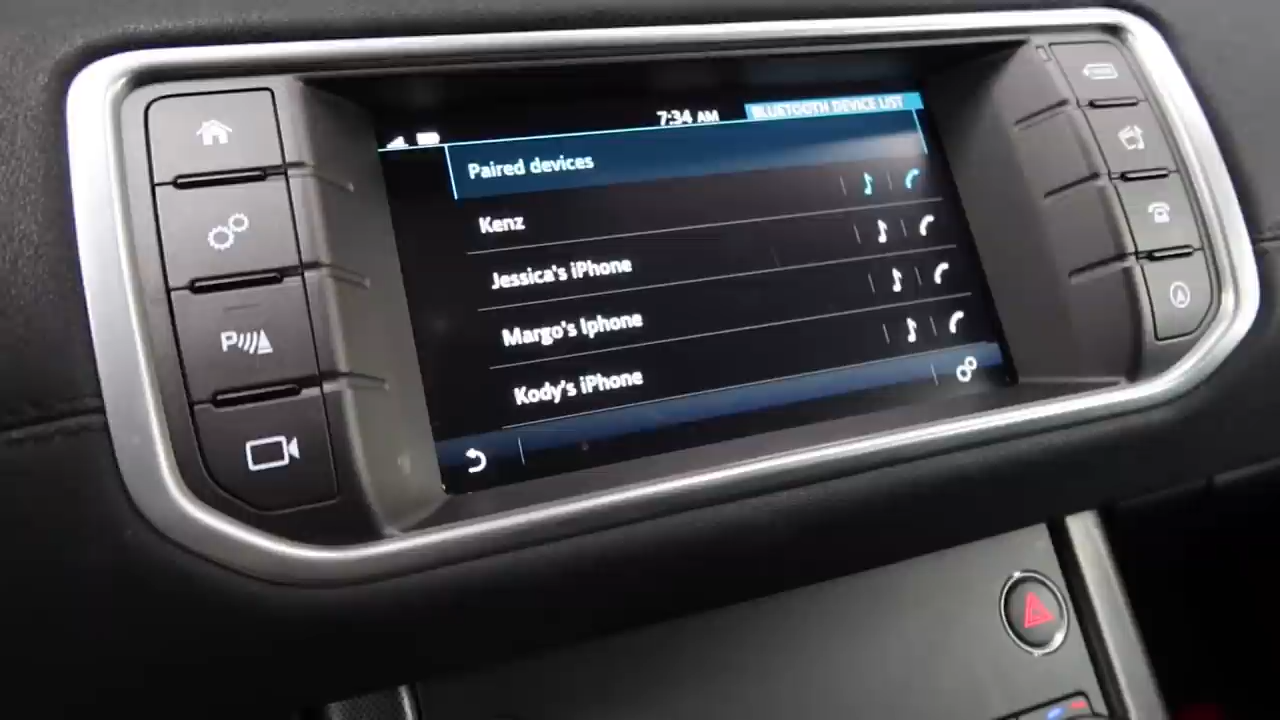 7:34 AM
BLUETOOTH DEVICE LIST
Paired devices
Kenz
Jessica's iPhone
Margo's Iphone
Kody's iPhone
P
A